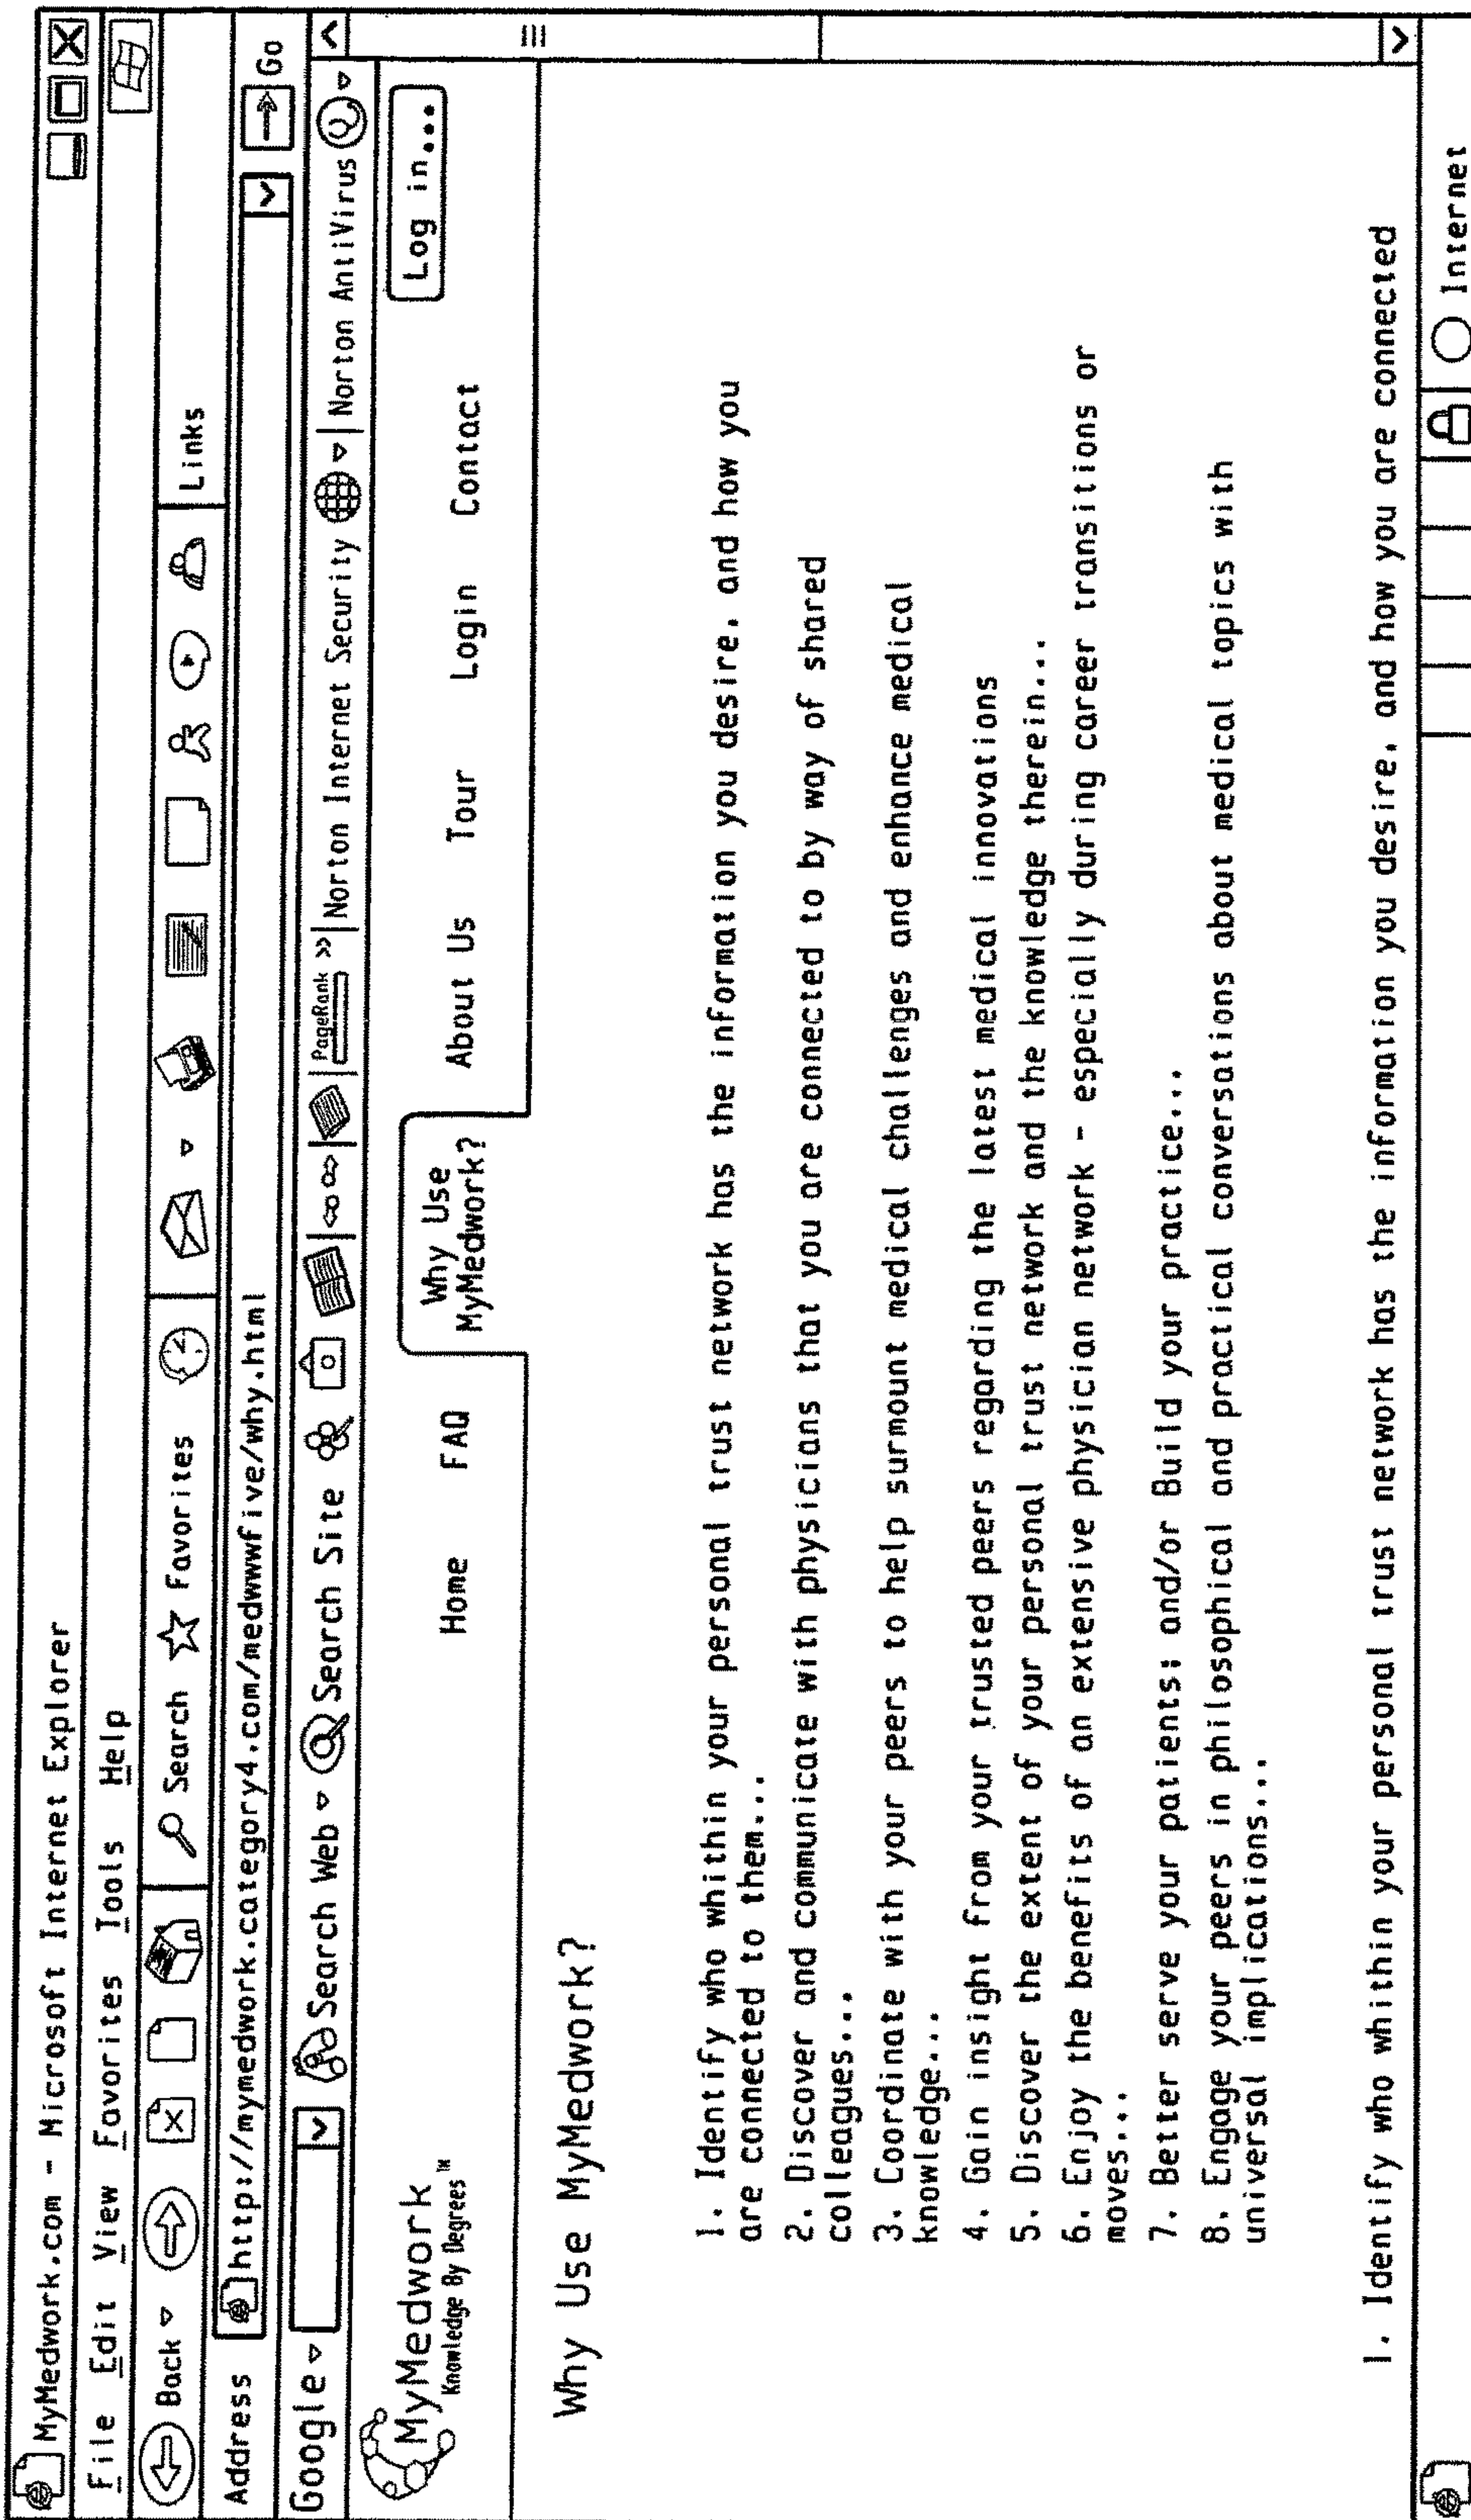 MyMedwork.com - Microsoft Internet Explorer
File Edit View Favorites Tools Help
Back Search Favorites Links
Address http://mymedwork.category4.com/medwwwfive/why.html Go
Google Search Web Search Site PageRank » Norton Internet Security Norton AntiVirus
MyMedwork
Knowledge By Degrees™
Log in...
Home FAQ Why Use MyMedwork? About Us Tour Login Contact
Why Use MyMedwork?
1. Identify who whithin your personal trust network has the information you desire, and how you
are connected to them...
2. Discover and communicate with physicians that you are connected to by way of shared
colleagues...
3. Coordinate with your peers to help surmount medical challenges and enhance medical
knowledge...
4. Gain insight from your trusted peers regarding the latest medical innovations
5. Discover the extent of your personal trust network and the knowledge therein...
6. Enjoy the benefits of an extensive physician network - especially during career transitions or
moves...
7. Better serve your patients; and/or Build your practice...
8. Engage your peers in philosophical and practical conversations about medical topics with
universal implications...
1. Identify who whithin your personal trust network has the information you desire, and how you are connected
Internet